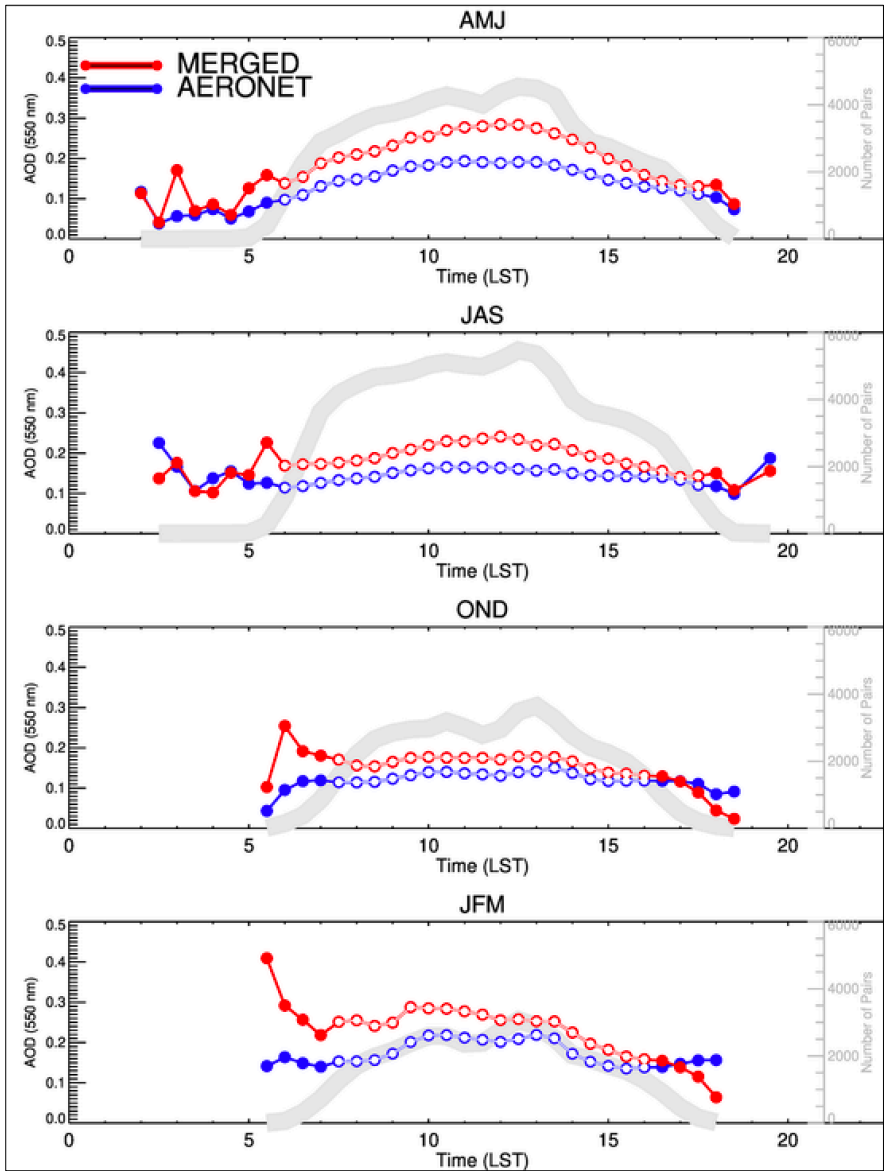 AMJ
0.5
0.4
0.3
0.2
0.1
0.0
AOD (550 nm)
MERGED
AERONET
6000
4000
2000
0
Number of Pairs
0 5 10 15 20
Time (LST)
JAS
0.5
0.4
0.3
0.2
0.1
0.0
AOD (550 nm)
6000
4000
2000
0
Number of Pairs
0 5 10 15 20
Time (LST)
OND
0.5
0.4
0.3
0.2
0.1
0.0
AOD (550 nm)
6000
4000
2000
0
Number of Pairs
0 5 10 15 20
Time (LST)
JFM
0.5
0.4
0.3
0.2
0.1
0.0
AOD (550 nm)
6000
4000
2000
0
Number of Pairs
0 5 10 15 20
Time (LST)